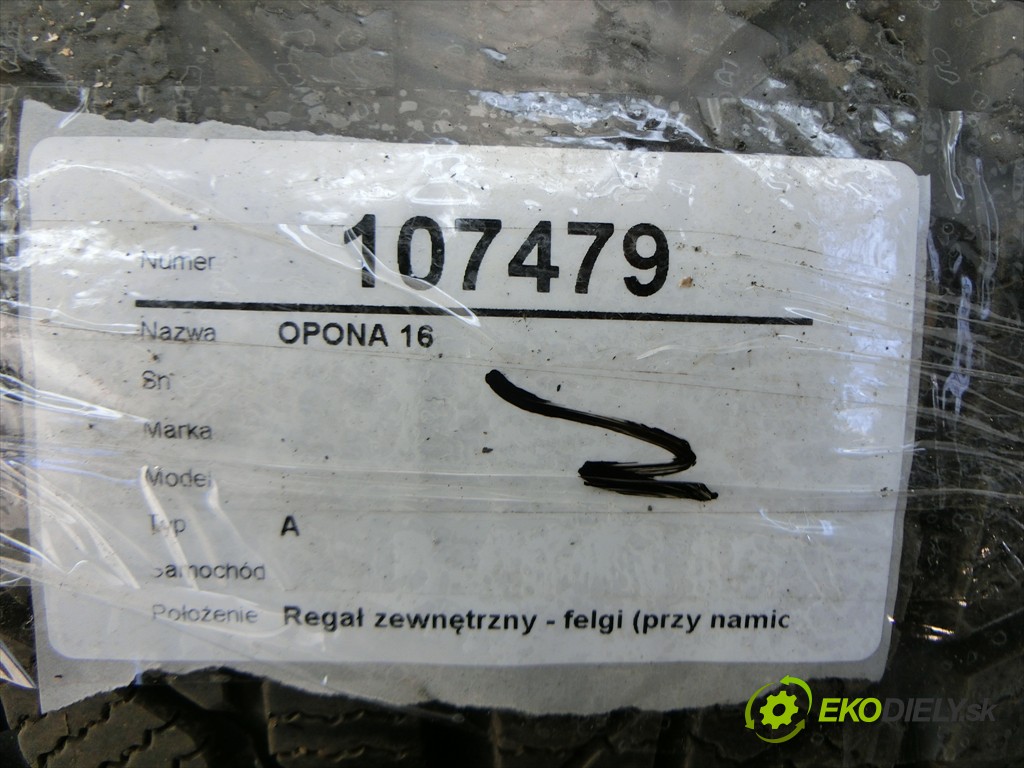 Numer 107479
Nazwa OPONA 16
Sn
Marka
Model
Typ A
Samochód
Położenie Regał zewnętrzny - felgi (przy namic
EKODIELY.sk